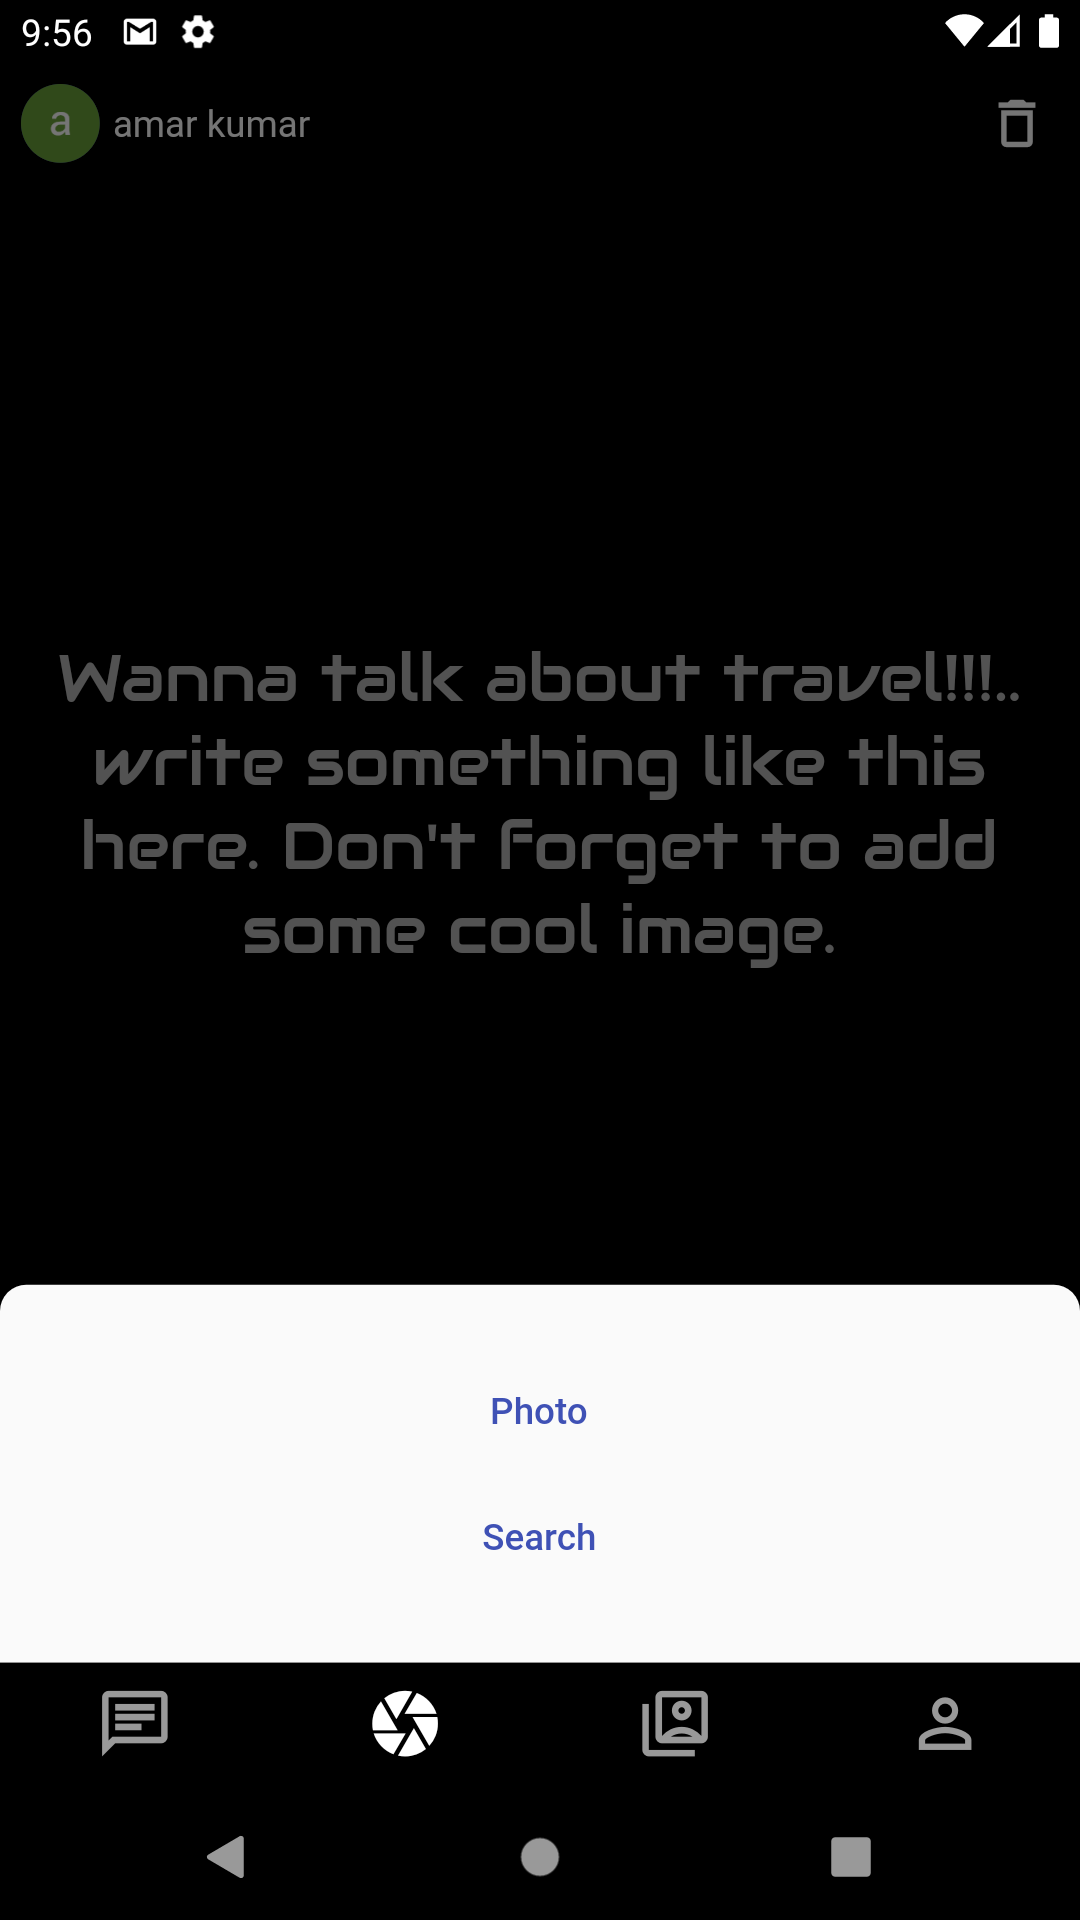 9:56
a amar kumar
Wanna talk about travel!!!..
write something like this
here. Don't forget to add
some cool image.
Photo
Search